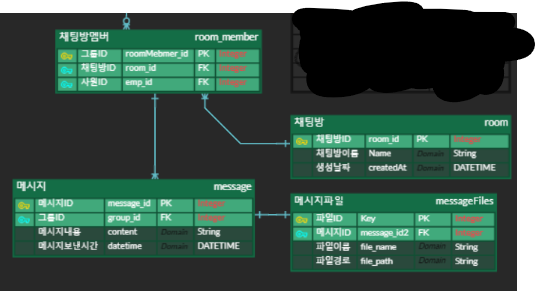 채팅방멤버 room_member
그룹ID roomMebmer_id PK Integer
채팅방ID room_id FK Integer
사원ID emp_id FK Integer
채팅방 room
채팅방ID room_id PK Integer
채팅방이름 Name Domain String
생성날짜 createdAt Domain DATETIME
메시지 message
메시지ID message_id PK Integer
그룹ID group_id FK Integer
메시지내용 content Domain String
메시지보낸시간 datetime Domain DATETIME
메시지파일 messageFiles
파일ID Key PK Integer
메시지ID message_id2 FK Integer
파일이름 file_name Domain String
파일경로 file_path Domain String